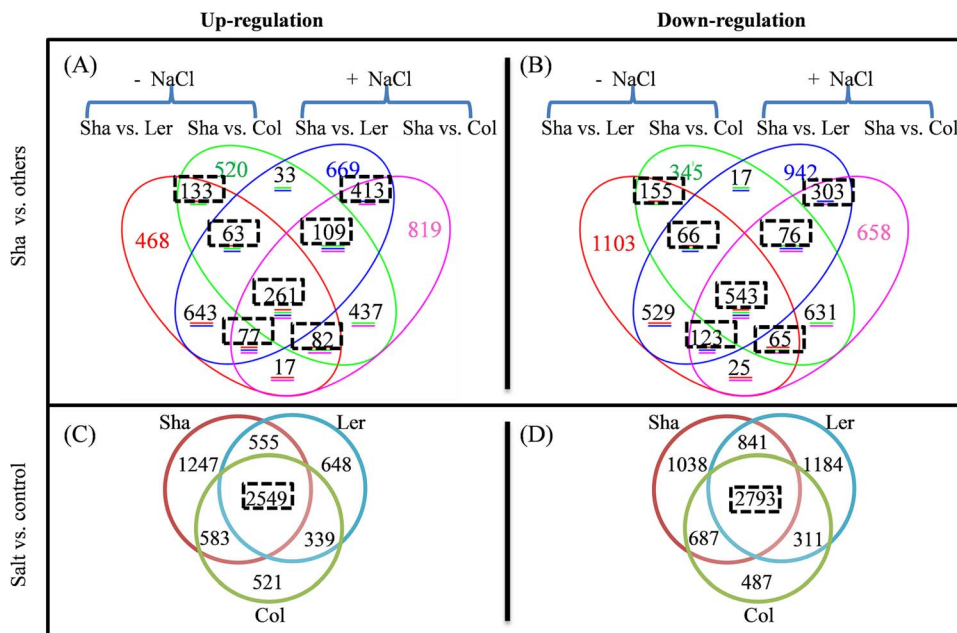 Up-regulation
Down-regulation
Sha vs. others
(A)
- NaCl
+ NaCl
Sha vs. Ler
Sha vs. Col
Sha vs. Ler
Sha vs. Col
520
33
669
133
413
468
63
109
819
261
643
437
77
82
17
(B)
- NaCl
+ NaCl
Sha vs. Ler
Sha vs. Col
Sha vs. Ler
Sha vs. Col
345
17
942
155
303
1103
66
76
658
543
529
631
123
65
25
Salt vs. control
(C)
Sha
Ler
555
1247
648
2549
583
339
521
Col
(D)
Sha
Ler
841
1038
1184
2793
687
311
487
Col